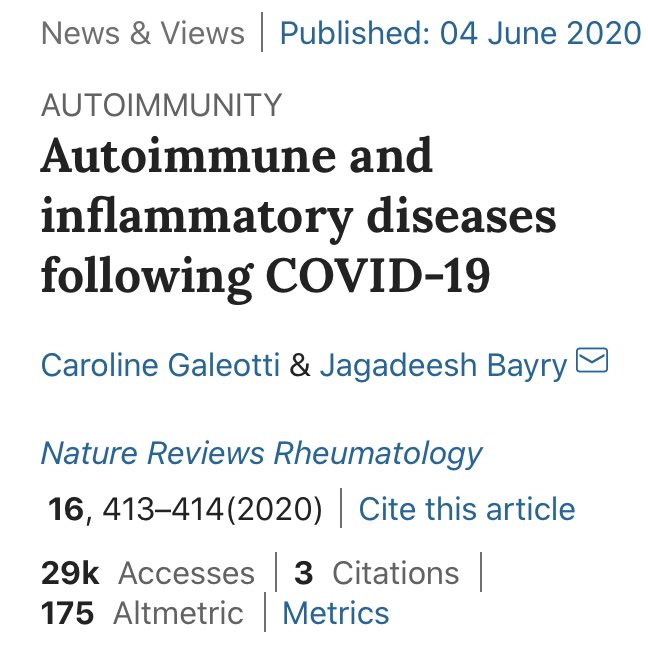 News & Views | Published: 04 June 2020
AUTOIMMUNITY
Autoimmune and
inflammatory diseases
following COVID-19
Caroline Galeotti & Jagadeesh Bayry
Nature Reviews Rheumatology
16, 413–414(2020) | Cite this article
29k Accesses | 3 Citations |
175 Altmetric | Metrics